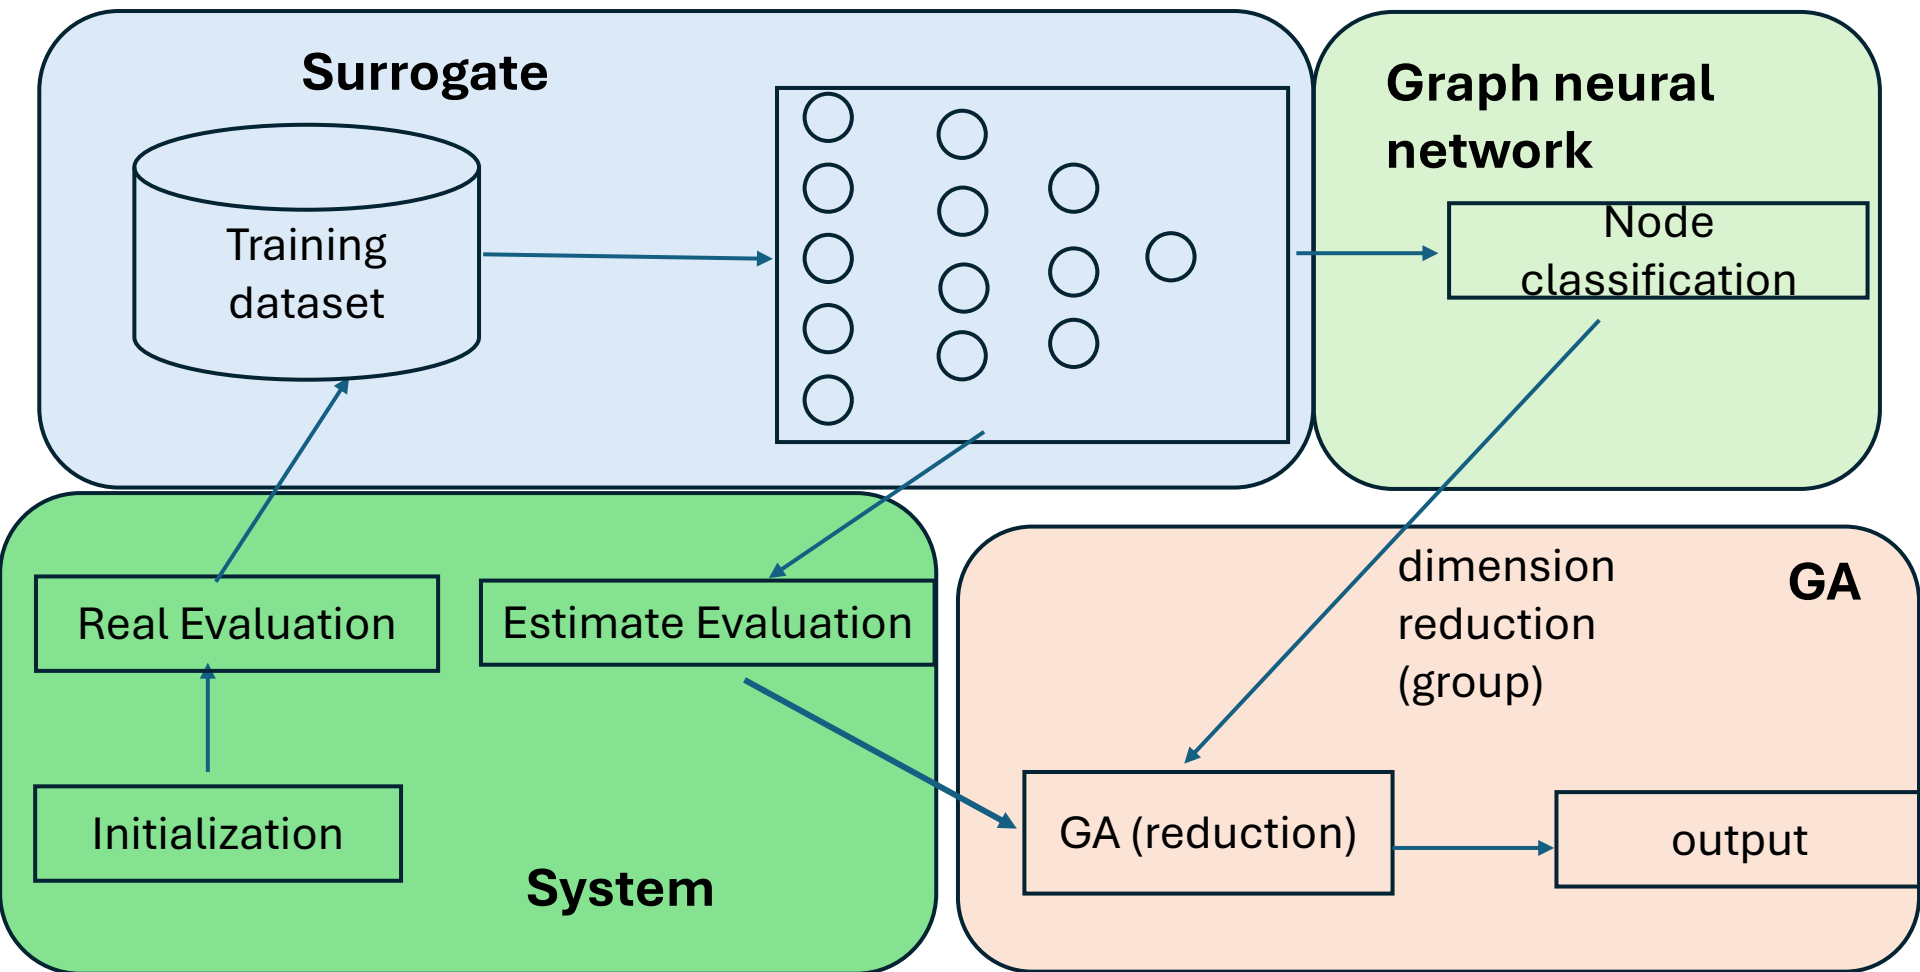 Surrogate
Training
dataset
Graph neural
network
Node
classification
Real Evaluation
Estimate Evaluation
Initialization
System
dimension
reduction
(group)
GA
GA (reduction)
output